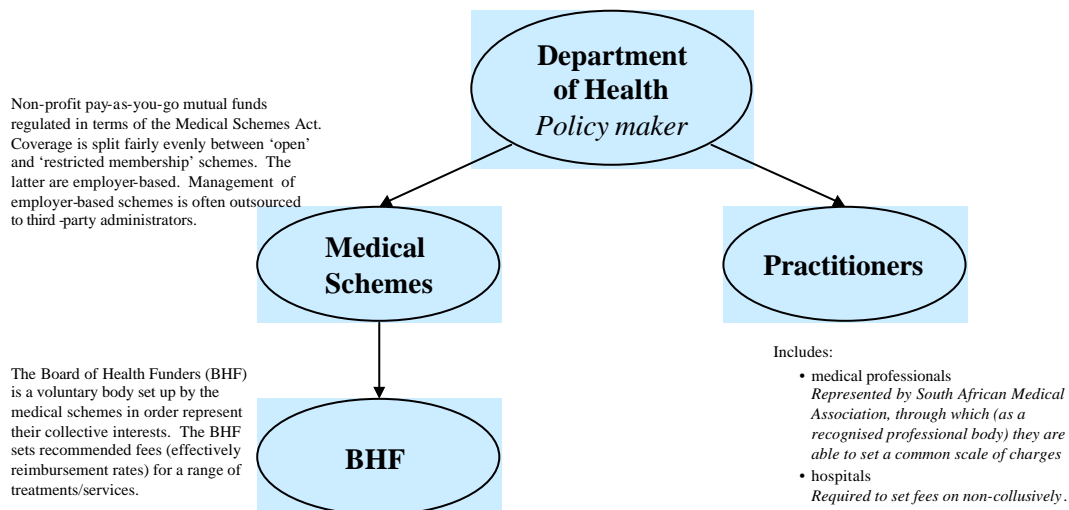 Department
of Health
Policy maker
Non-profit pay-as-you-go mutual funds
regulated in terms of the Medical Schemes Act.
Coverage is split fairly evenly between ‘open’
and ‘restricted membership’ schemes. The
latter are employer-based. Management of
employer-based schemes is often outsourced
to third -party administrators.
Medical
Schemes
Practitioners
The Board of Health Funders (BHF)
is a voluntary body set up by the
medical schemes in order represent
their collective interests. The BHF
sets recommended fees (effectively
reimbursement rates) for a range of
treatments/services.
BHF
Includes:
• medical professionals
Represented by South African Medical
Association, through which (as a
recognised professional body) they are
able to set a common scale of charges
• hospitals
Required to set fees on non-collusively.